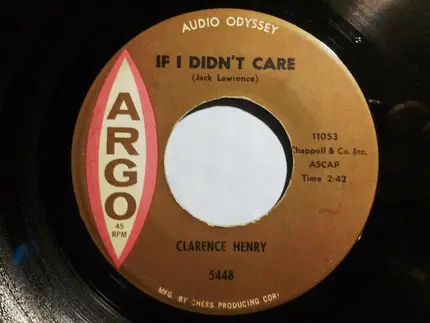 AUDIO ODYSSEY
IF I DIDN'T CARE
(Jack Lawrence)
ARGO
45
RPM
11053
Chappell & Co. Inc.
ASCAP
Time 2:42
CLARENCE HENRY
5448
MFG. BY CHESS PRODUCING CORP